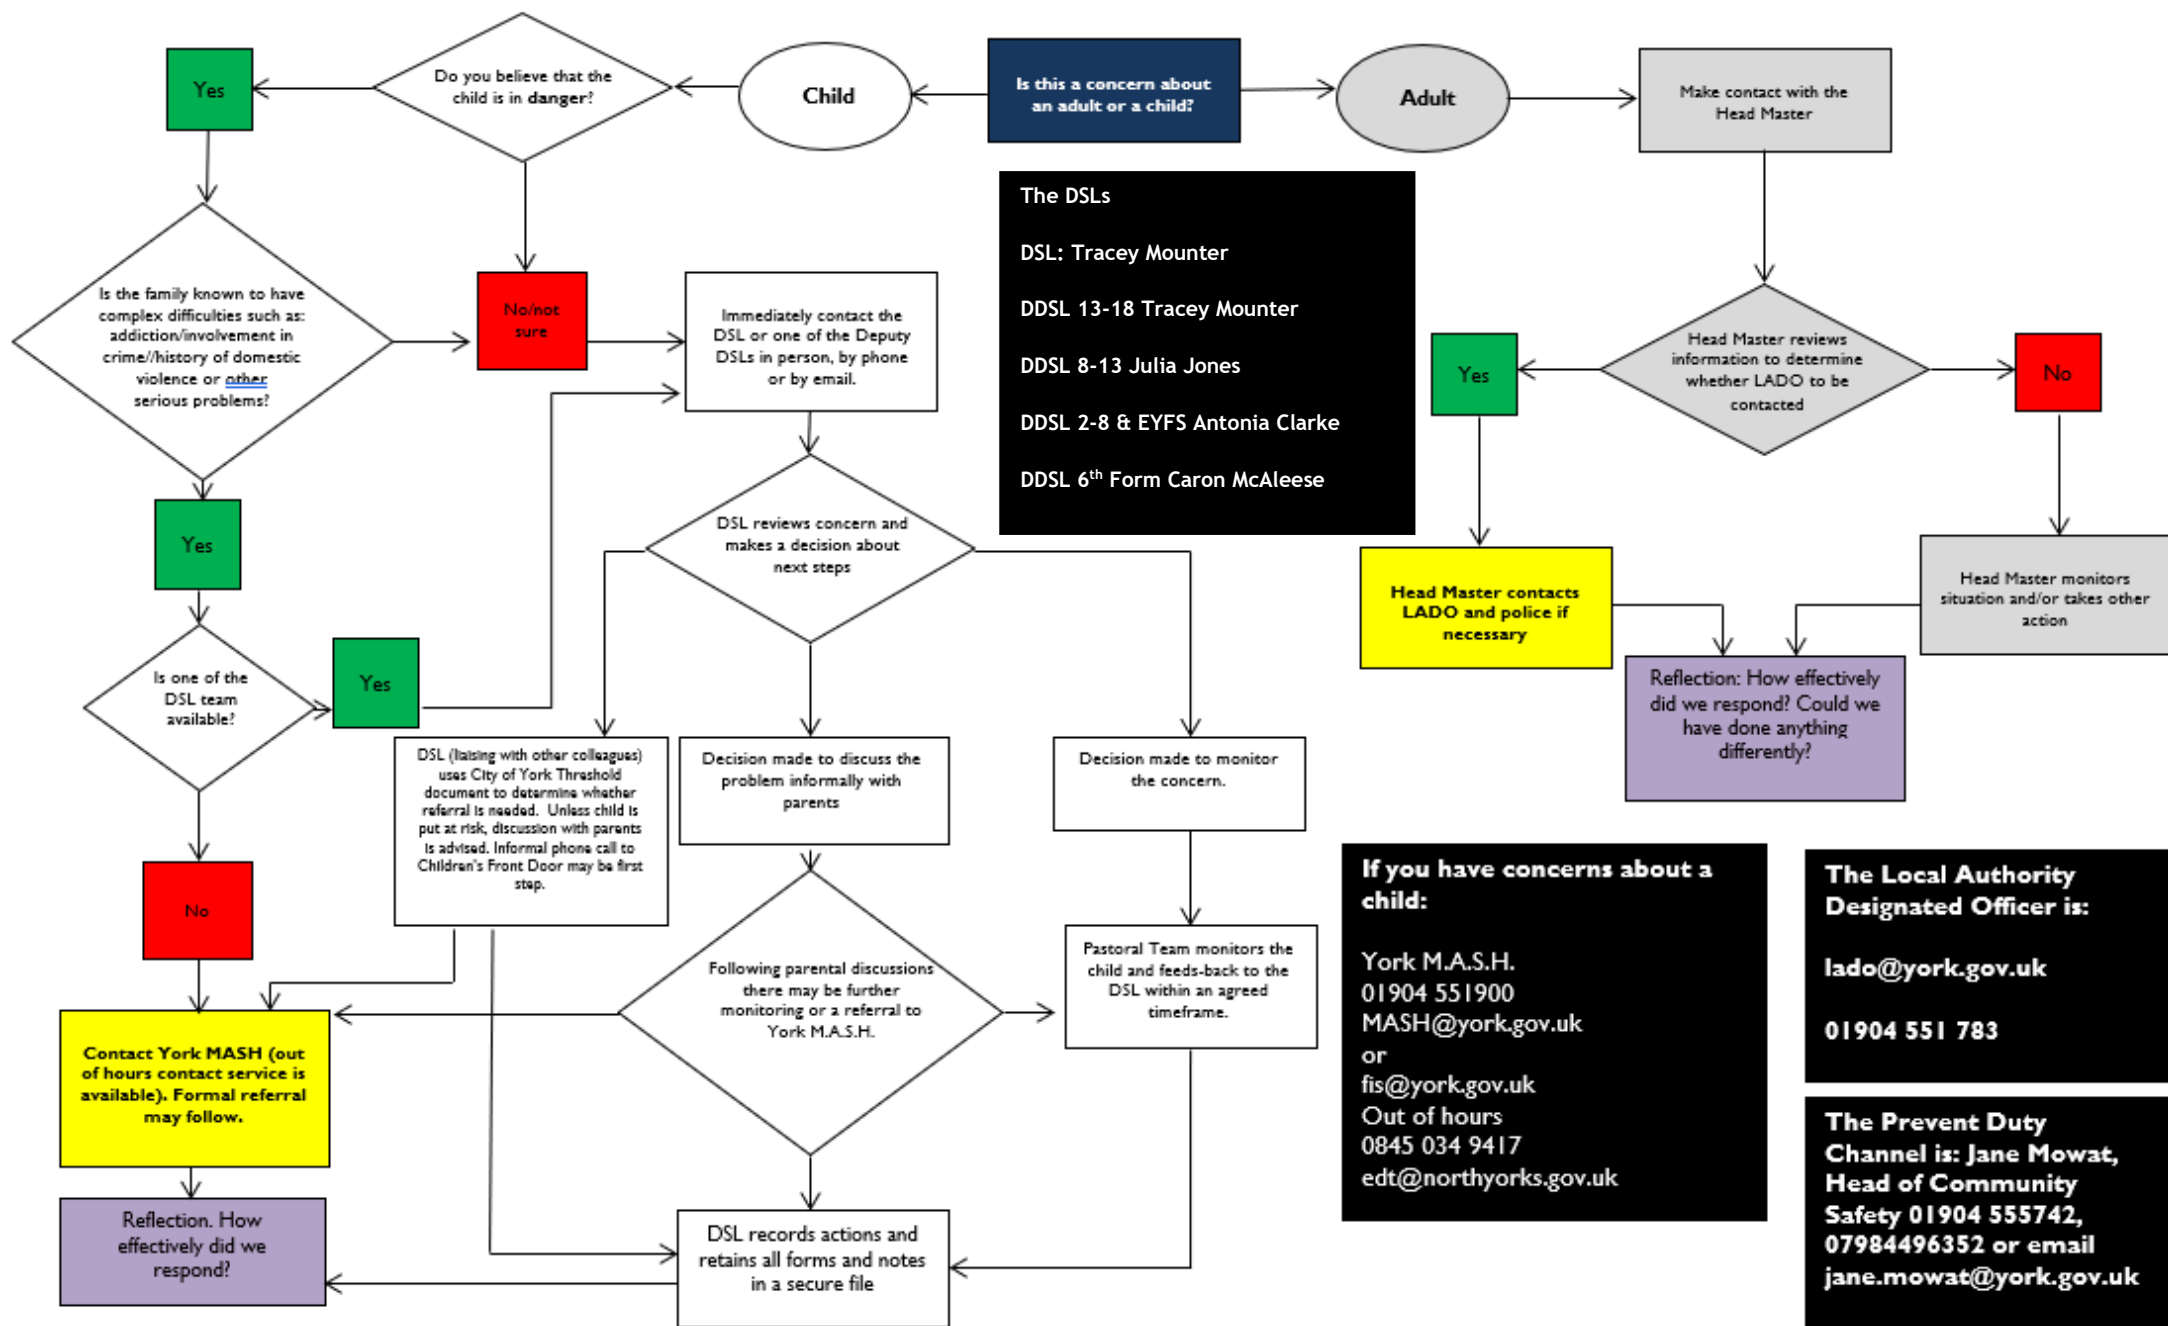 Yes
Do you believe that the
child is in danger?
Child
Is this a concern about
an adult or a child?
Adult
Make contact with the
Head Master
The DSLs
DSL: Tracey Mounter
DDSL 13-18 Tracey Mounter
DDSL 8-13 Julia Jones
DDSL 2-8 & EYFS Antonia Clarke
DDSL 6th Form Caron McAleese
Is the family known to have
complex difficulties such as:
addiction/involvement in
crime//history of domestic
violence or other
serious problems?
No/not
sure
Immediately contact the
DSL or one of the Deputy
DSLs in person, by phone
or by email.
Yes
Head Master reviews
information to determine
whether LADO to be
contacted
No
Yes
DSL reviews concern and
makes a decision about
next steps
Head Master contacts
LADO and police if
necessary
Head Master monitors
situation and/or takes other
action
Is one of the
DSL team
available?
Yes
Reflection: How effectively
did we respond? Could we
have done anything
differently?
DSL (liaising with other colleagues)
uses City of York Threshold
document to determine whether
referral is needed. Unless child is
put at risk, discussion with parents
is advised. Informal phone call to
Children's Front Door may be first
step.
Decision made to discuss the
problem informally with
parents
Decision made to monitor
the concern.
No
Following parental discussions
there may be further
monitoring or a referral to
York M.A.S.H.
Pastoral Team monitors the
child and feeds-back to the
DSL within an agreed
timeframe.
If you have concerns about a
child:
York M.A.S.H.
01904 551900
MASH@york.gov.uk
or
fis@york.gov.uk
Out of hours
0845 034 9417
edt@northyorks.gov.uk
The Local Authority
Designated Officer is:
lado@york.gov.uk
01904 551 783
Contact York MASH (out
of hours contact service is
available). Formal referral
may follow.
The Prevent Duty
Channel is: Jane Mowat,
Head of Community
Safety 01904 555742,
07984496352 or email
jane.mowat@york.gov.uk
Reflection. How
effectively did we
respond?
DSL records actions and
retains all forms and notes
in a secure file